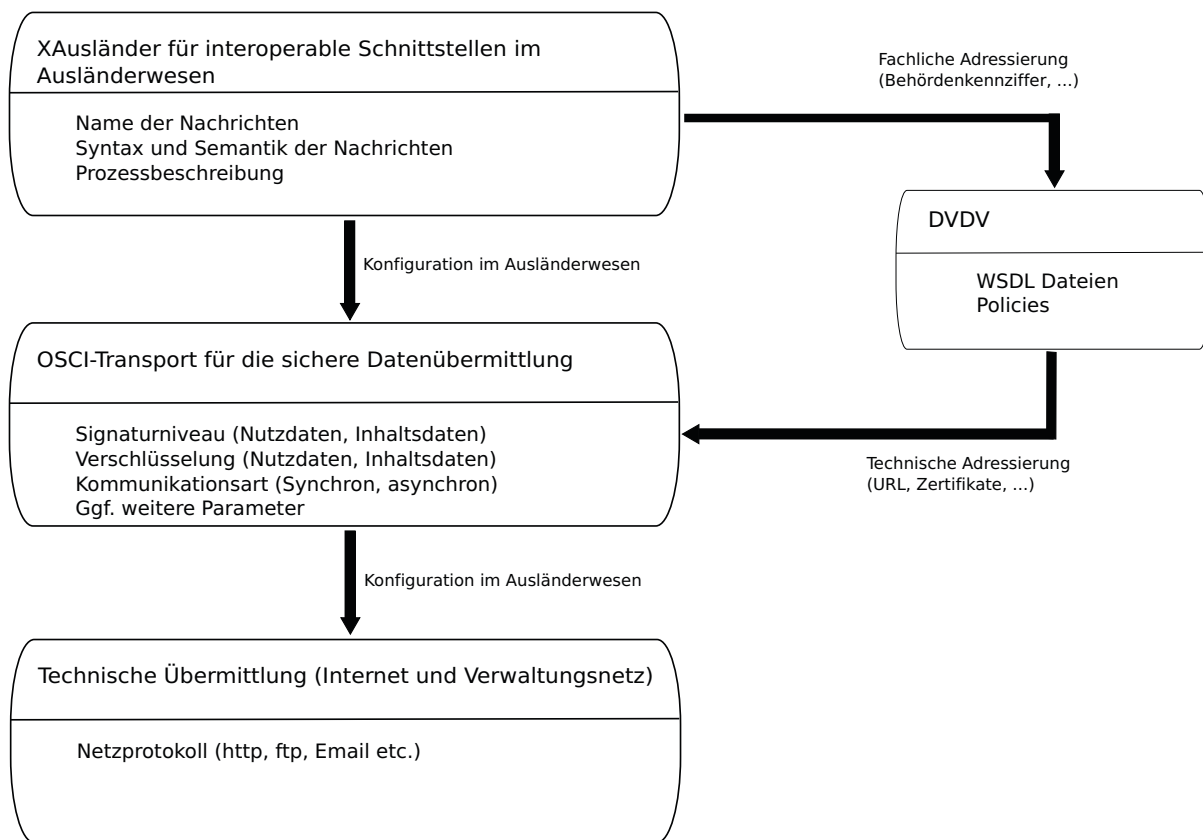 XAusländer für interoperable Schnittstellen im
Ausländerwesen
Name der Nachrichten
Syntax und Semantik der Nachrichten
Prozessbeschreibung
Fachliche Adressierung
(Behördenkennziffer, ...)
DVDV
WSDL Dateien
Policies
Konfiguration im Ausländerwesen
OSCI-Transport für die sichere Datenübermittlung
Signaturniveau (Nutzdaten, Inhaltsdaten)
Verschlüsselung (Nutzdaten, Inhaltsdaten)
Kommunikationsart (Synchron, asynchron)
Ggf. weitere Parameter
Technische Adressierung
(URL, Zertifikate, ...)
Konfiguration im Ausländerwesen
Technische Übermittlung (Internet und Verwaltungsnetz)
Netzprotokoll (http, ftp, Email etc.)